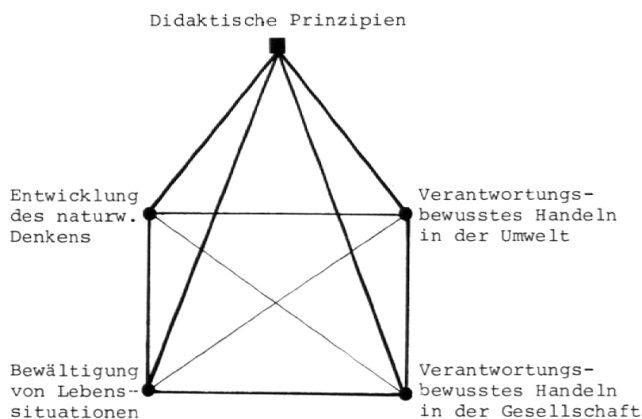 Didaktische Prinzipien
Entwicklung
des naturw.
Denkens
Verantwortungs-
bewusstes Handeln
in der Umwelt
Bewältigung
von Lebens-
situationen
Verantwortungs-
bewusstes Handeln
in der Gesellschaft